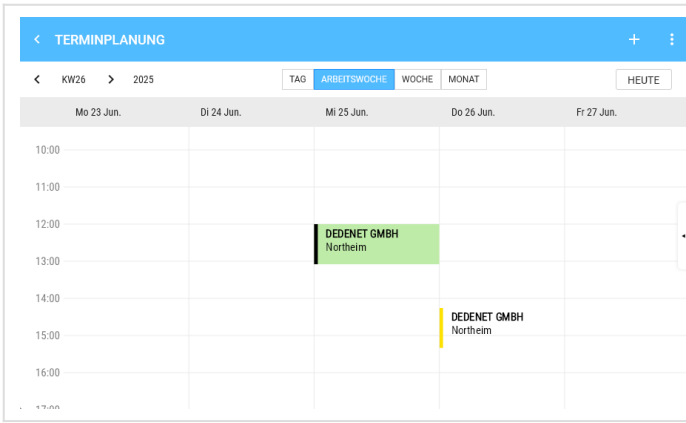 TERMINPLANUNG
KW26 2025 TAG ARBEITSWOCHE WOCHE MONAT HEUTE
Mo 23 Jun. Di 24 Jun. Mi 25 Jun. Do 26 Jun. Fr 27 Jun.
10:00
11:00
12:00
DEDENET GMBH
Northeim
13:00
14:00
DEDENET GMBH
Northeim
15:00
16:00
17:00